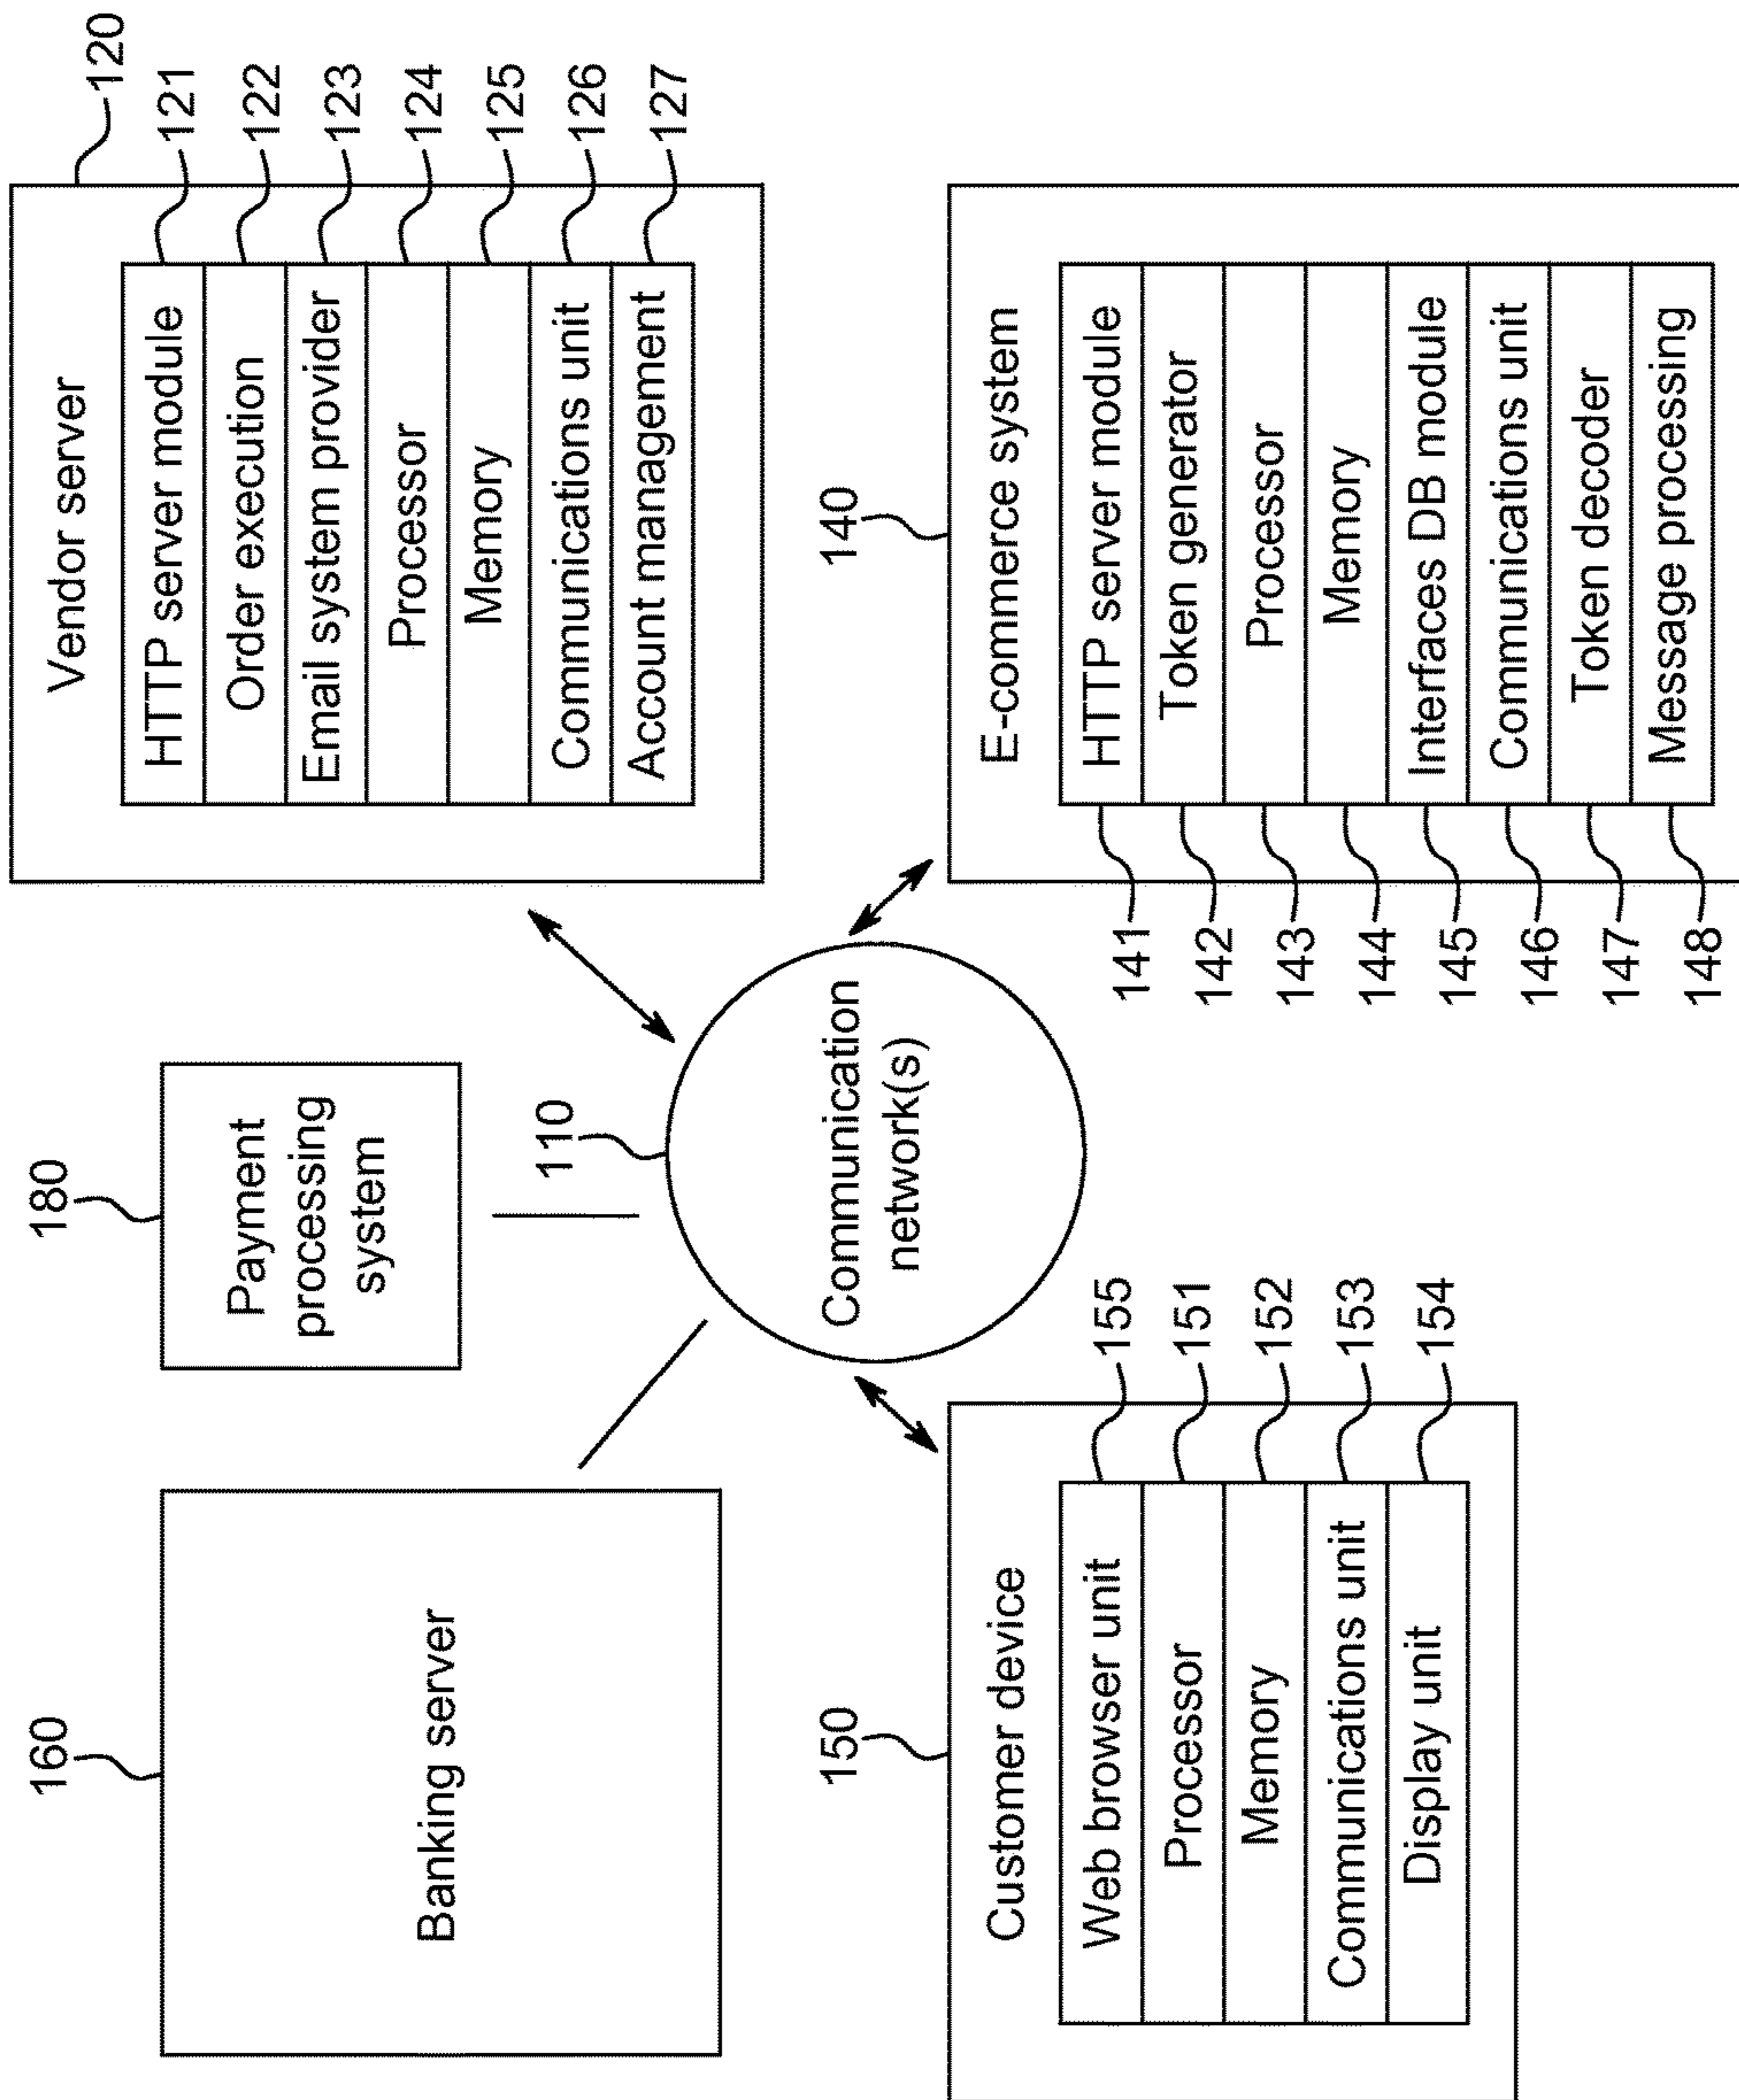 160
Banking server
180
Payment
processing
system
120
Vendor server
HTTP server module
121
Order execution
122
Email system provider
123
Processor
124
Memory
125
Communications unit
126
Account management
127
110
Communication
network(s)
150
Customer device
Web browser unit
155
Processor
151
Memory
152
Communications unit
153
Display unit
154
140
E-commerce system
141
HTTP server module
142
Token generator
143
Processor
144
Memory
145
Interfaces DB module
146
Communications unit
147
Token decoder
148
Message processing